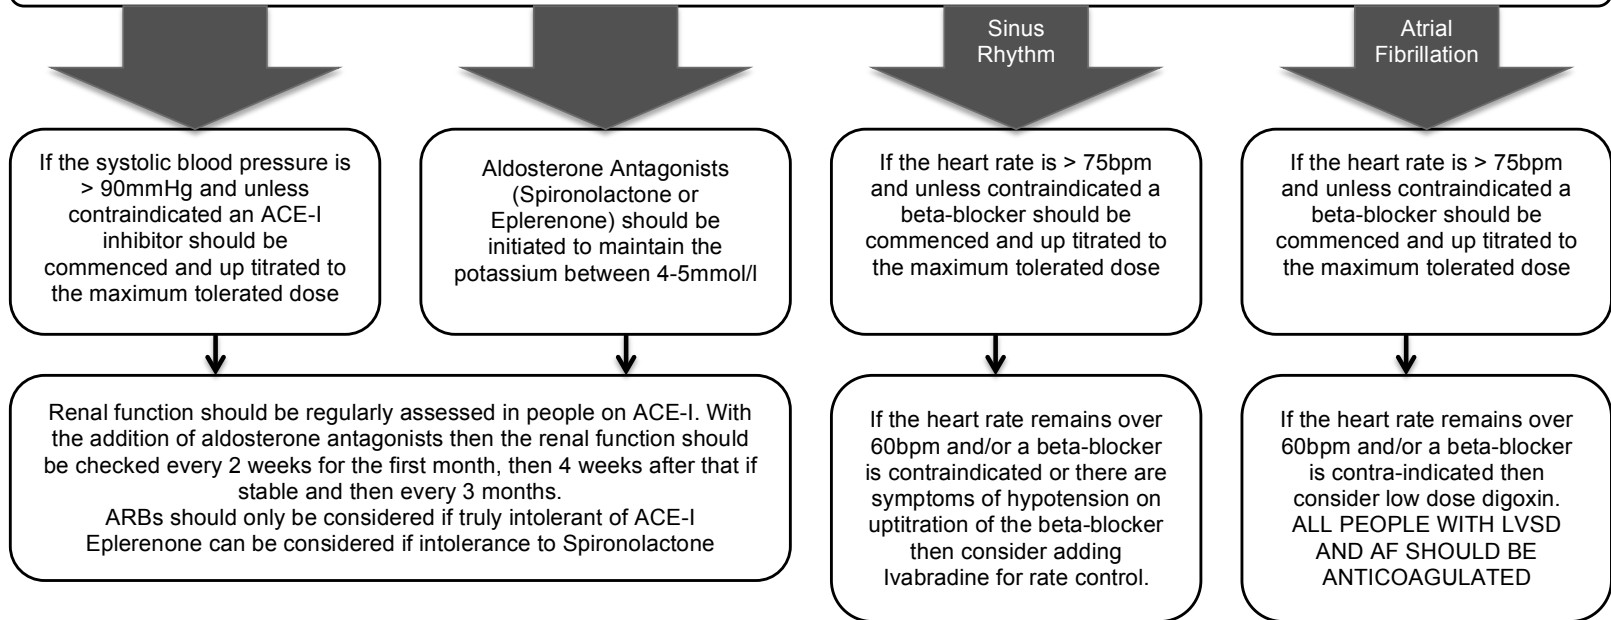 Sinus
Rhythm
Atrial
Fibrillation
If the systolic blood pressure is
> 90mmHg and unless
contraindicated an ACE-I
inhibitor should be
commenced and up titrated to
the maximum tolerated dose
Aldosterone Antagonists
(Spironolactone or
Eplerenone) should be
initiated to maintain the
potassium between 4-5mmol/l
If the heart rate is > 75bpm
and unless contraindicated a
beta-blocker should be
commenced and up titrated to
the maximum tolerated dose
If the heart rate is > 75bpm
and unless contraindicated a
beta-blocker should be
commenced and up titrated to
the maximum tolerated dose
Renal function should be regularly assessed in people on ACE-I. With
the addition of aldosterone antagonists then the renal function should
be checked every 2 weeks for the first month, then 4 weeks after that if
stable and then every 3 months.
ARBs should only be considered if truly intolerant of ACE-I
Eplerenone can be considered if intolerance to Spironolactone
If the heart rate remains over
60bpm and/or a beta-blocker
is contraindicated or there are
symptoms of hypotension on
uptitration of the beta-blocker
then consider adding
Ivabradine for rate control.
If the heart rate remains over
60bpm and/or a beta-blocker
is contra-indicated then
consider low dose digoxin.
ALL PEOPLE WITH LVSD
AND AF SHOULD BE
ANTICOAGULATED